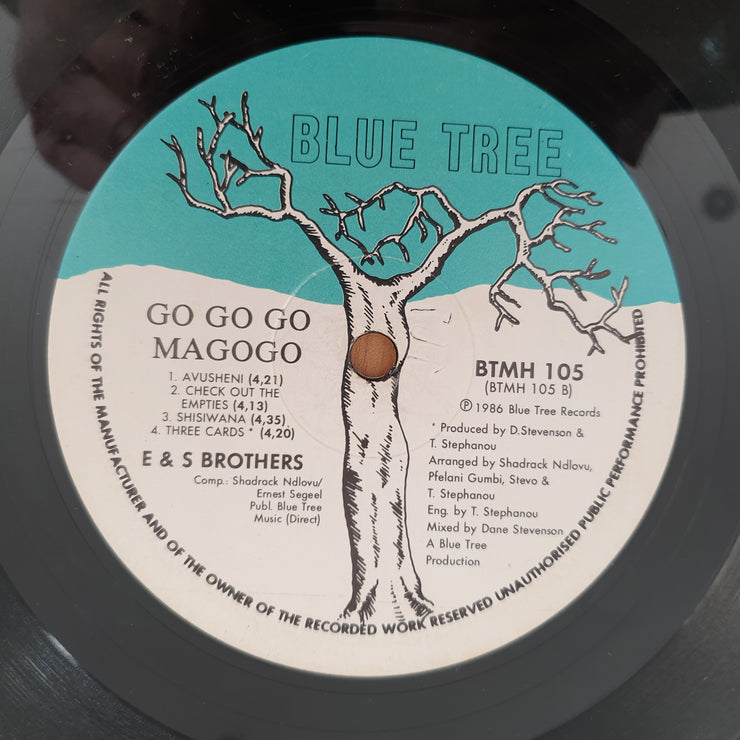 BLUE TREE
GO GO GO
MAGOGO
1. AVUSHENI (4,21)
2. CHECK OUT THE
EMPTIES (4,13)
3. SHISIWANA (4,35)
4. THREE CARDS * (4,20)
E & S BROTHERS
Comp.: Shadrack Ndlovu/
Ernest Segeel
Publ. Blue Tree
Music (Direct)
BTMH 105
(BTMH 105 B)
℗ 1986 Blue Tree Records
* Produced by D.Stevenson &
T. Stephanou
Arranged by Shadrack Ndlovu,
Pfelani Gumbi, Stevo &
T. Stephanou
Eng. by T. Stephanou
Mixed by Dane Stevenson
A Blue Tree
Production
ALL RIGHTS OF THE MANUFACTURER AND OF THE OWNER OF THE RECORDED WORK RESERVED UNAUTHORISED PUBLIC PERFORMANCE PROHIBITED